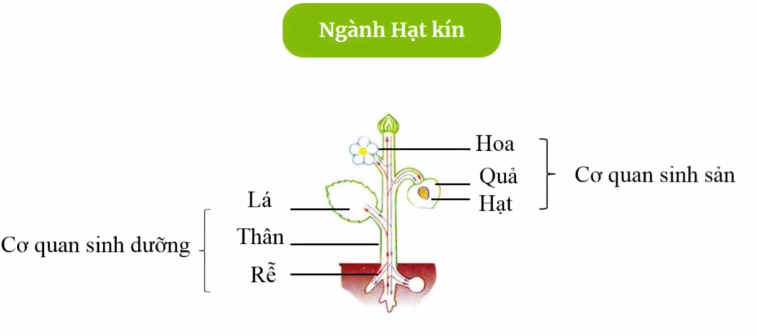 Ngành Hạt kín
Hoa
Quả
Hạt
Cơ quan sinh sản
Lá
Thân
Rễ
Cơ quan sinh dưỡng